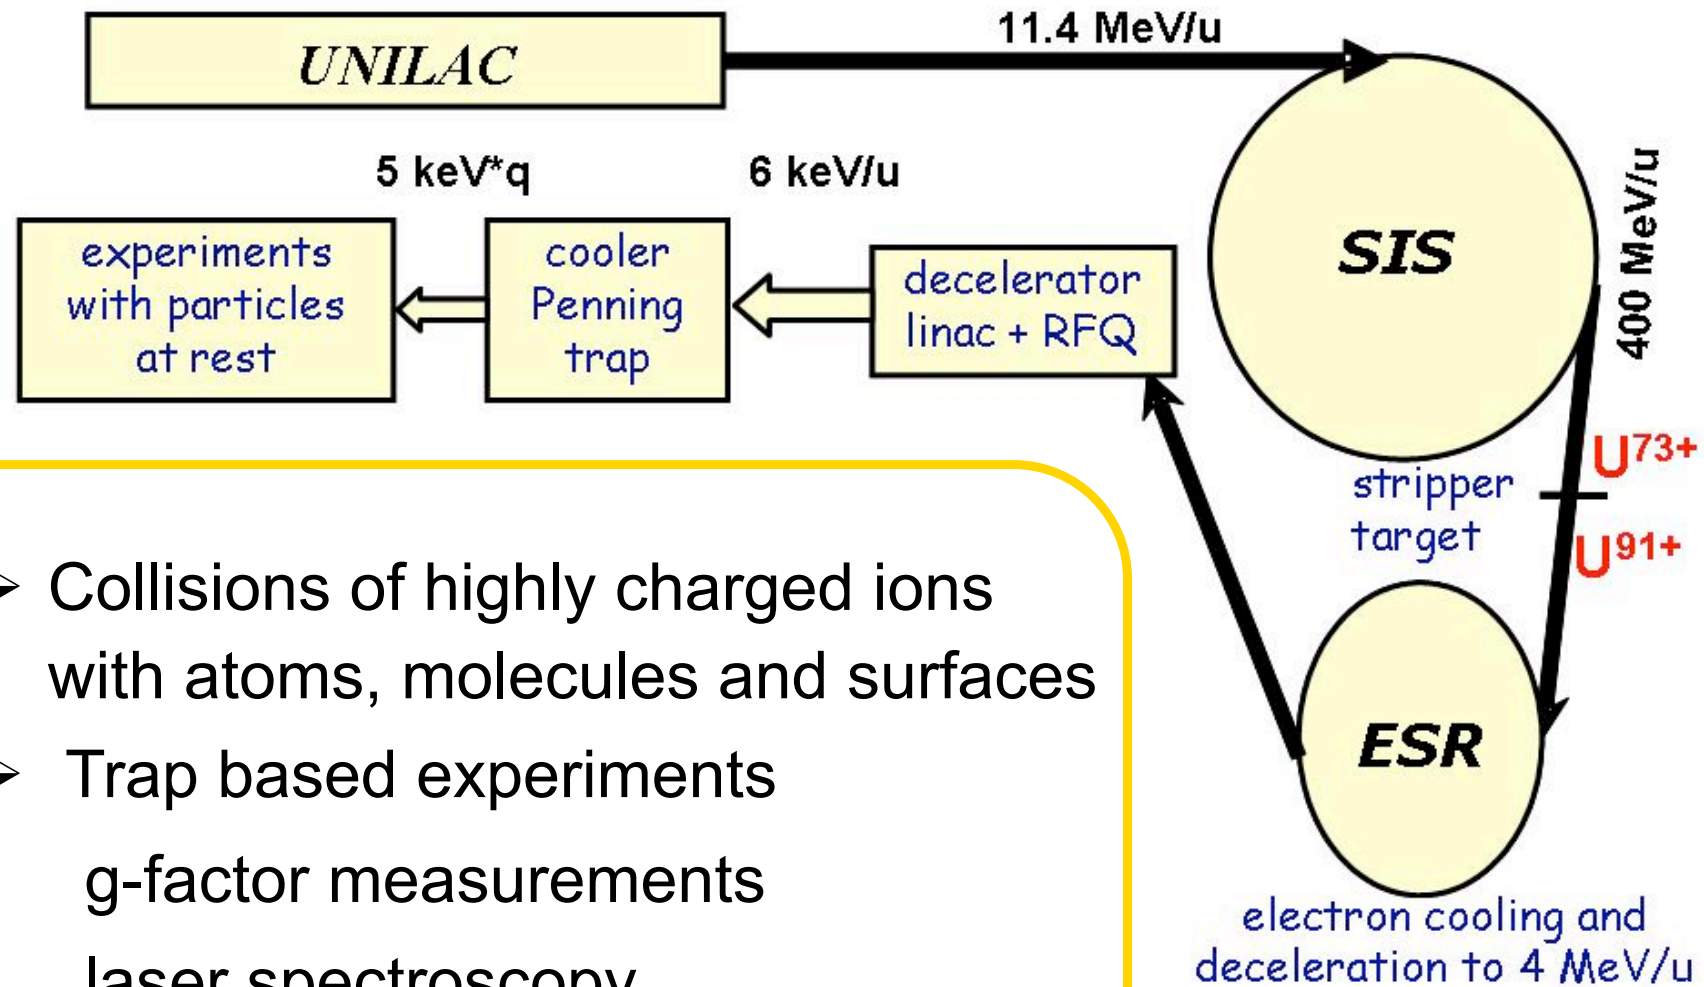 UNILAC
11.4 MeV/u
5 keV*q
6 keV/u
experiments
with particles
at rest
cooler
Penning
trap
decelerator
linac + RFQ
SIS
400 MeV/u
U73+
stripper
target
U91+
ESR
electron cooling and
deceleration to 4 MeV/u
➢ Collisions of highly charged ions
with atoms, molecules and surfaces
➢ Trap based experiments
g-factor measurements
laser spectroscopy